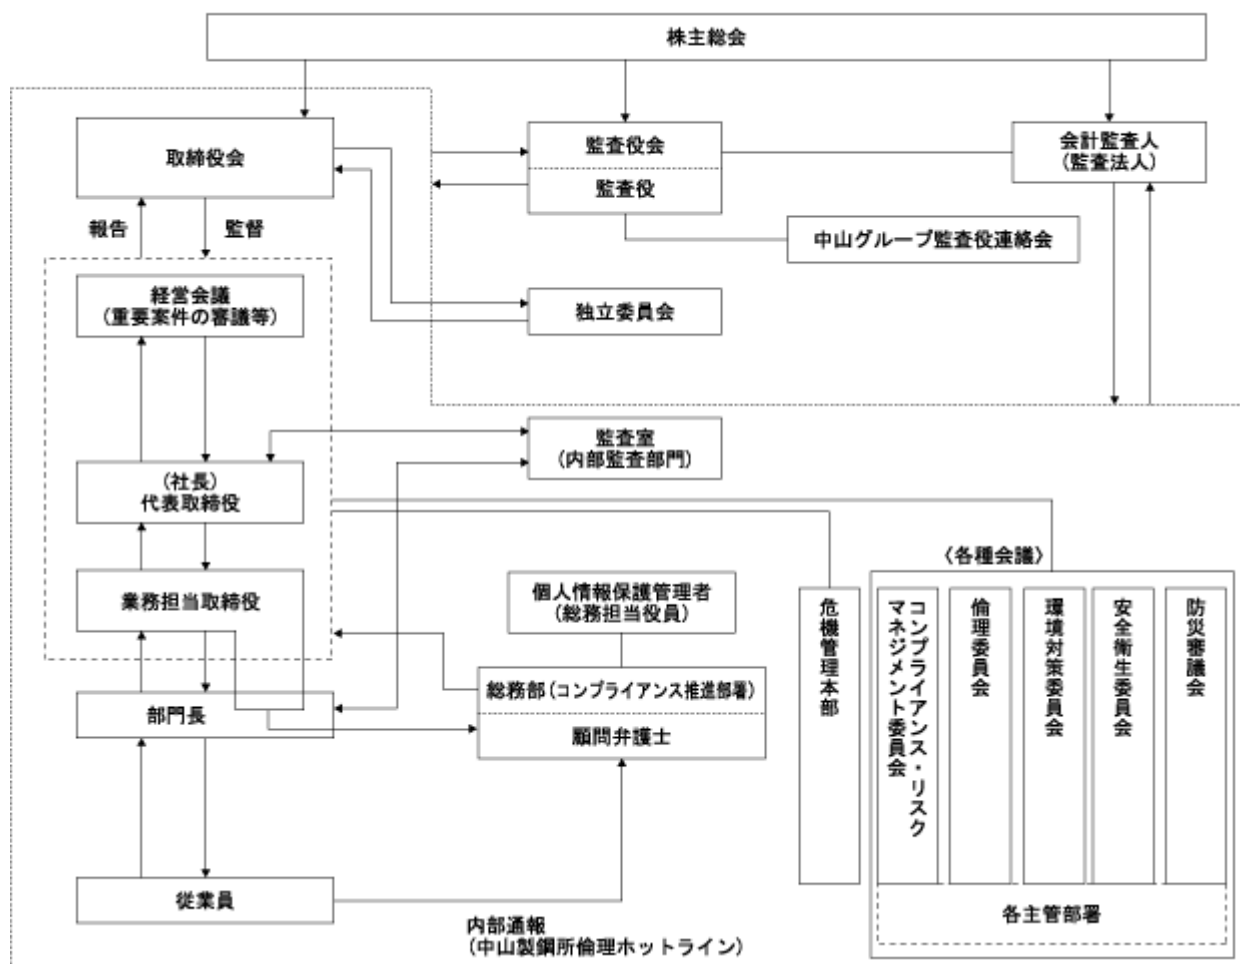 株主総会
取締役会
監査役会
監査役
会計監査人
(監査法人)
報告
監督
中山グループ監査役連絡会
経営会議
(重要案件の審議等)
独立委員会
監査室
(内部監査部門)
(社長)
代表取締役
〈各種会議〉
業務担当取締役
個人情報保護管理者
(総務担当役員)
危機管理本部
コンプライアンス・リスク
マネジメント委員会
倫理委員会
環境対策委員会
安全衛生委員会
防災審議会
総務部(コンプライアンス推進部署)
顧問弁護士
部門長
従業員
各主管部署
内部通報
(中山製鋼所倫理ホットライン)